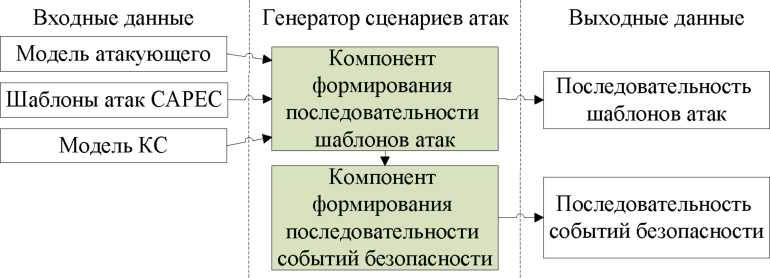 Входные данные
Генератор сценариев атак
Выходные данные
Модель атакующего
Шаблоны атак CAPEC
Модель КС
Компонент
формирования
последовательности
шаблонов атак
Последовательность
шаблонов атак
Компонент
формирования
последовательности
событий безопасности
Последовательность
событий безопасности